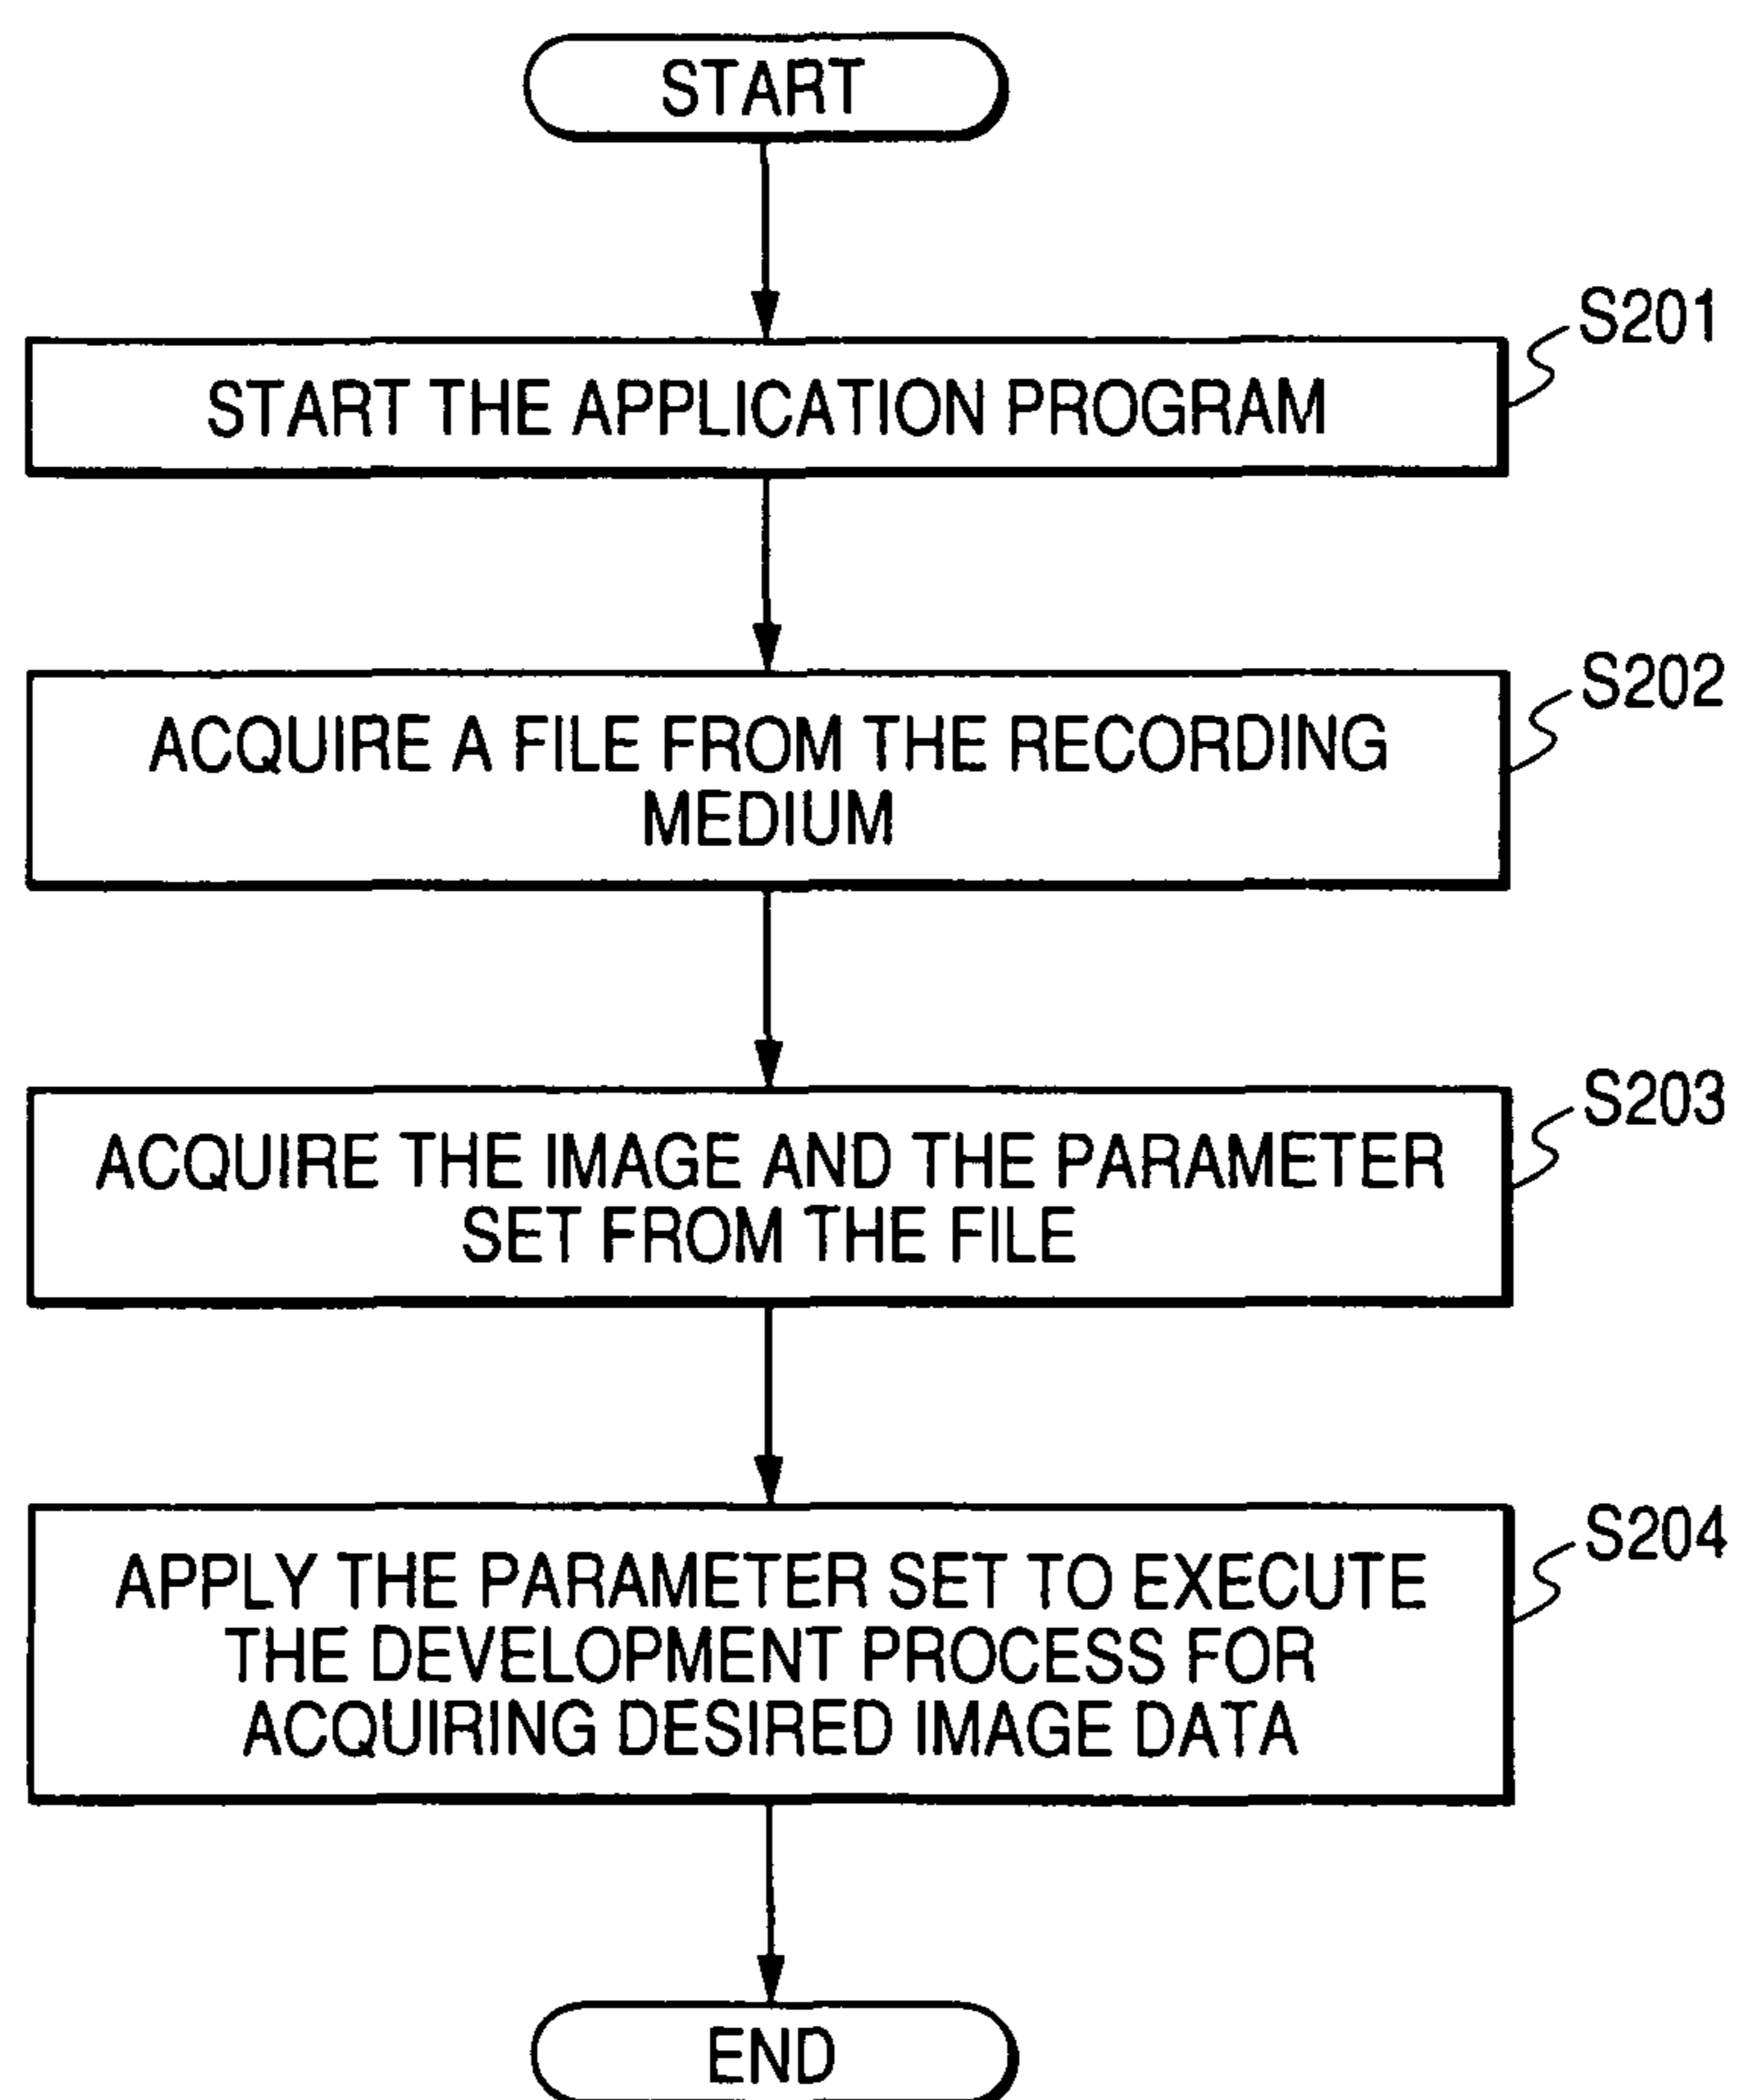 START
S201
START THE APPLICATION PROGRAM
S202
ACQUIRE A FILE FROM THE RECORDING
MEDIUM
S203
ACQUIRE THE IMAGE AND THE PARAMETER
SET FROM THE FILE
S204
APPLY THE PARAMETER SET TO EXECUTE
THE DEVELOPMENT PROCESS FOR
ACQUIRING DESIRED IMAGE DATA
END